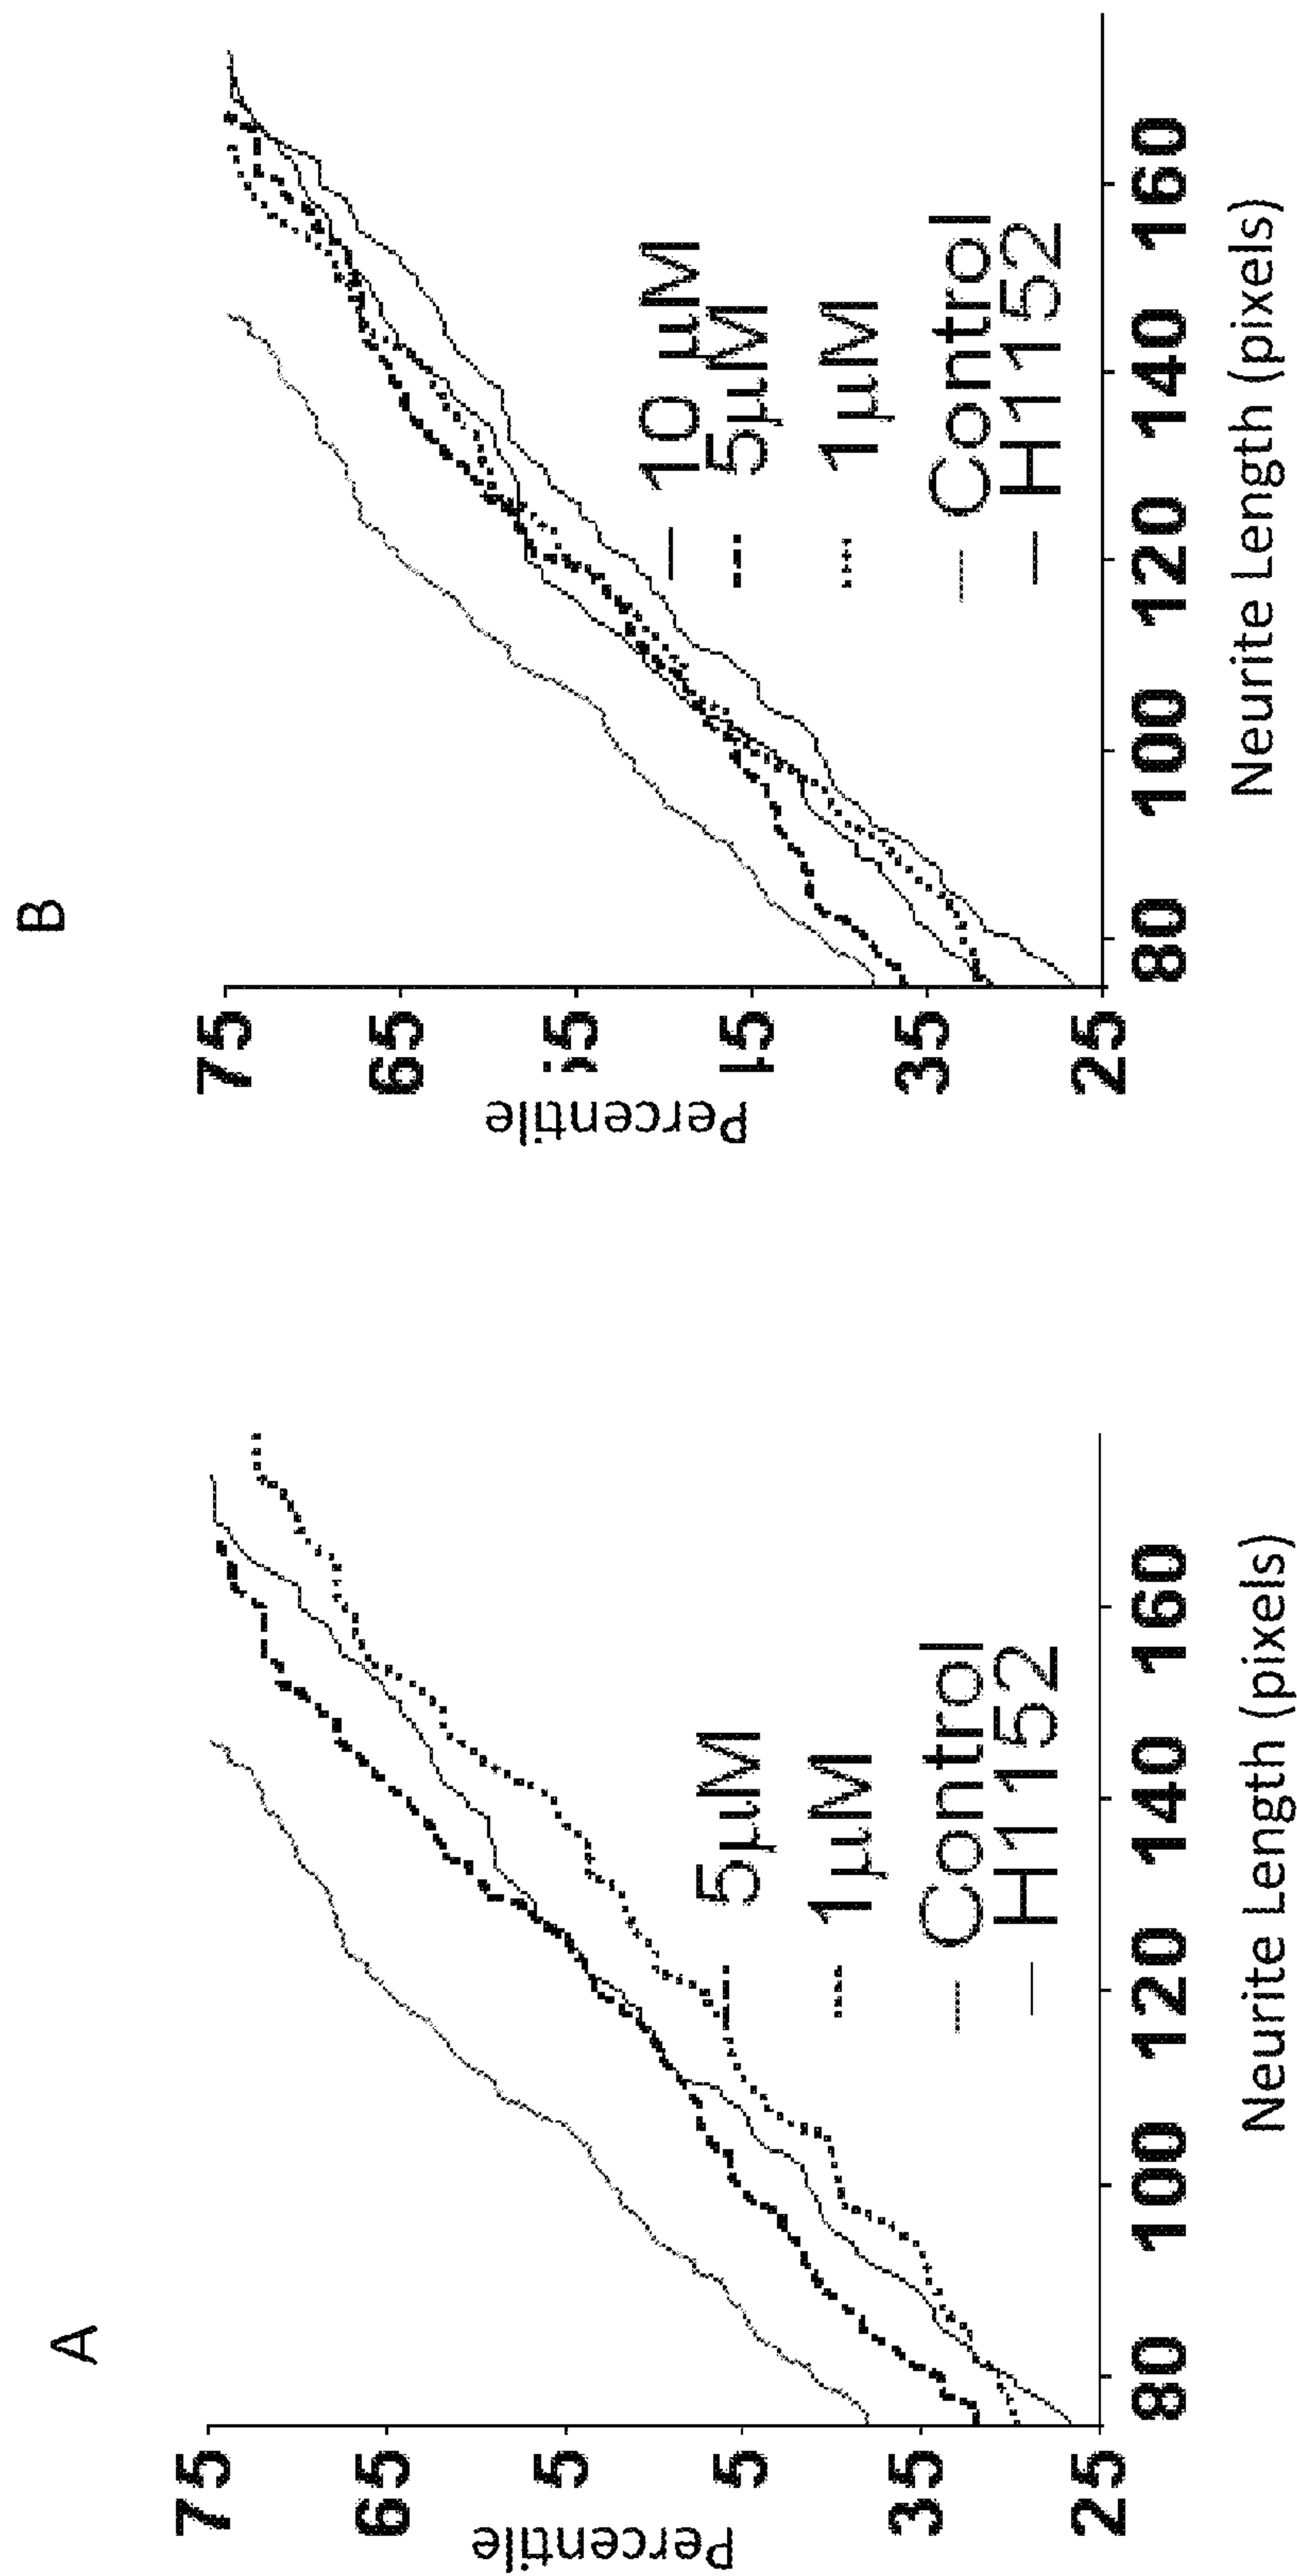 A
75
65
5
5
35
25
Percentile
5µM
1µM
Control
H1152
80 100 120 140 160
Neurite Length (pixels)
B
75
65
55
45
35
25
Percentile
10 µM
5µM
1µM
Control
H1152
80 100 120 140 160
Neurite Length (pixels)